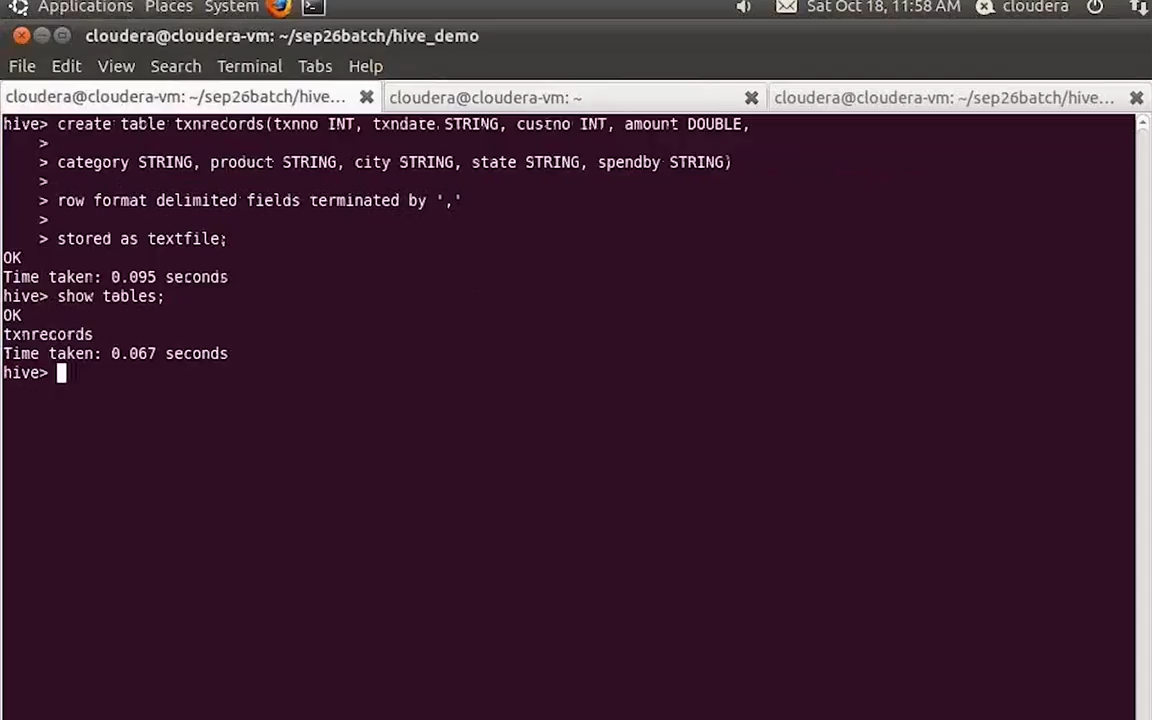 Applications Places System Sat Oct 18, 11:58 AM cloudera
cloudera@cloudera-vm: ~/sep26batch/hive_demo
File Edit View Search Terminal Tabs Help
cloudera@cloudera-vm: ~/sep26batch/hive... cloudera@cloudera-vm: ~ cloudera@cloudera-vm: ~/sep26batch/hive...
hive> create table txnrecords(txnno INT, txndate STRING, custno INT, amount DOUBLE,
>
> category STRING, product STRING, city STRING, state STRING, spendby STRING)
>
> row format delimited fields terminated by ','
>
> stored as textfile;
OK
Time taken: 0.095 seconds
hive> show tables;
OK
txnrecords
Time taken: 0.067 seconds
hive>